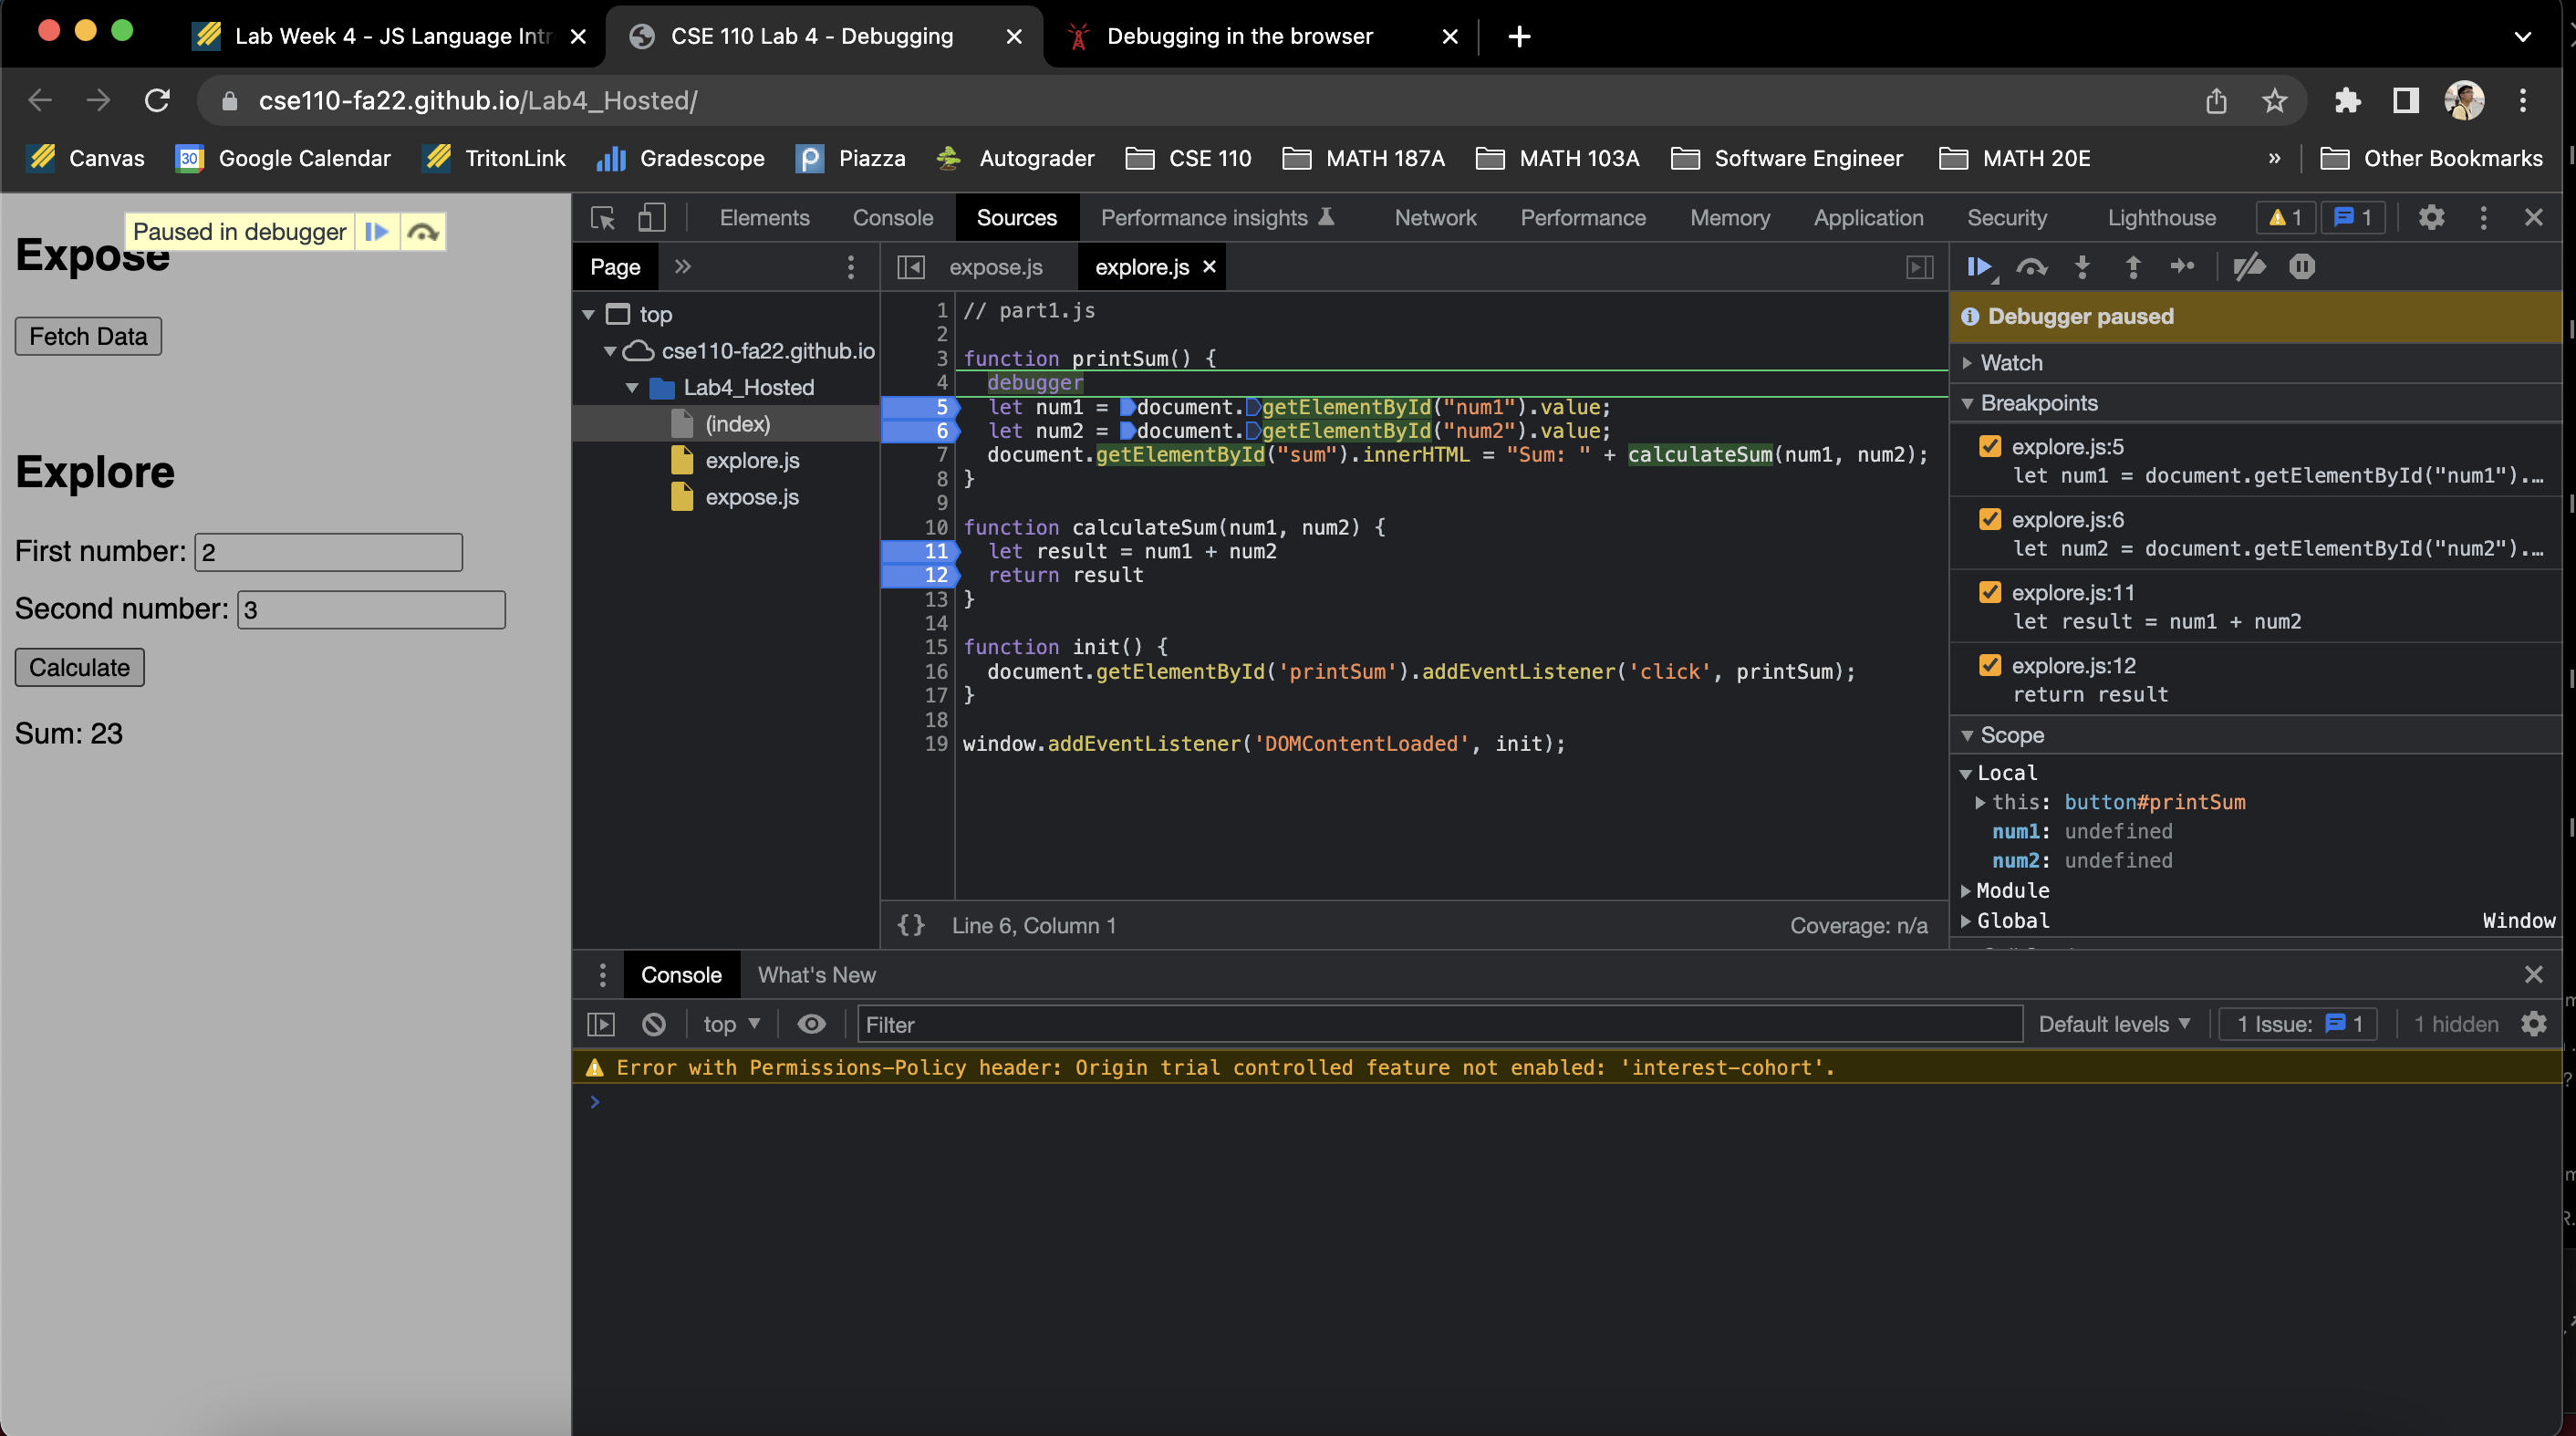 Lab Week 4 - JS Language Intr
CSE 110 Lab 4 - Debugging
Debugging in the browser
cse110-fa22.github.io/Lab4_Hosted/
Canvas
30
Google Calendar
TritonLink
Gradescope
Piazza
Autograder
CSE 110
MATH 187A
MATH 103A
Software Engineer
MATH 20E
»
Other Bookmarks
Paused in debugger
Expose
Fetch Data
Explore
First number: 2
Second number: 3
Calculate
Sum: 23
Elements
Console
Sources
Performance insights
Network
Performance
Memory
Application
Security
Lighthouse
1
1
Page
top
cse110-fa22.github.io
Lab4_Hosted
(index)
explore.js
expose.js
expose.js
explore.js
1 // part1.js
2
3 function printSum() {
4 debugger
5 let num1 = document.getElementById("num1").value;
6 let num2 = document.getElementById("num2").value;
7 document.getElementById("sum").innerHTML = "Sum: " + calculateSum(num1, num2);
8 }
9
10 function calculateSum(num1, num2) {
11 let result = num1 + num2
12 return result
13 }
14
15 function init() {
16 document.getElementById('printSum').addEventListener('click', printSum);
17 }
18
19 window.addEventListener('DOMContentLoaded', init);
{} Line 6, Column 1
Coverage: n/a
Debugger paused
Watch
Breakpoints
explore.js:5
let num1 = document.getElementById("num1").…
explore.js:6
let num2 = document.getElementById("num2").…
explore.js:11
let result = num1 + num2
explore.js:12
return result
Scope
Local
this: button#printSum
num1: undefined
num2: undefined
Module
Global Window
Console
What's New
top
Filter
Default levels
1 Issue: 1
1 hidden
Error with Permissions-Policy header: Origin trial controlled feature not enabled: 'interest-cohort'.